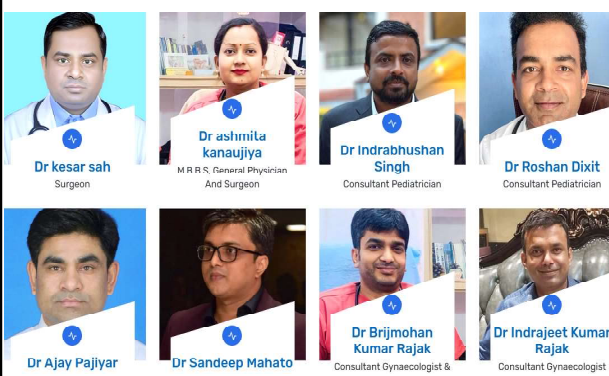 Dr kesar sah
Surgeon
Dr ashmita
kanaujiya
M.B.B.S, General Physician
And Surgeon
Dr Indrabhushan
Singh
Consultant Pediatrician
Dr Roshan Dixit
Consultant Pediatrician
Dr Ajay Pajiyar
Dr Sandeep Mahato
Dr Brijmohan
Kumar Rajak
Consultant Gynaecologist &
Dr Indrajeet Kumar
Rajak
Consultant Gynaecologist